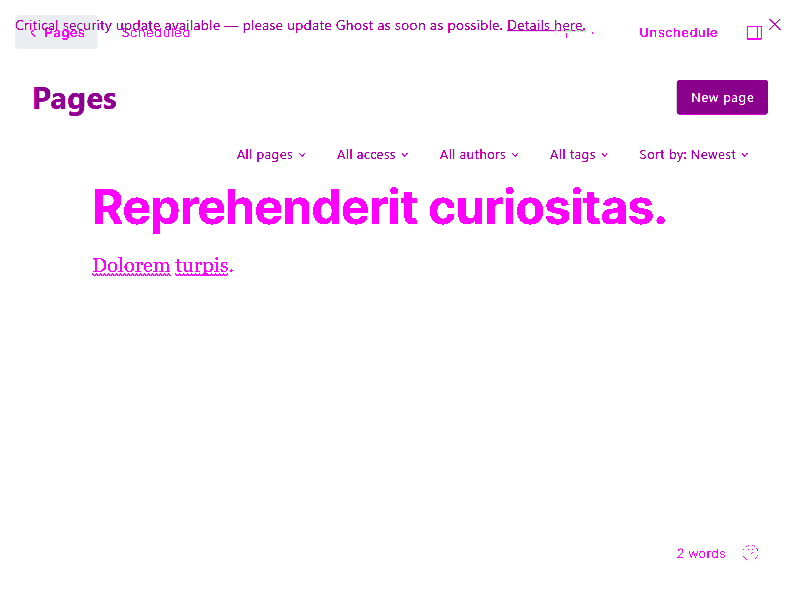 Critical security update available — please update Ghost as soon as possible. Details here.
Pages
Scheduled
Unschedule
Pages
New page
All pages
All access
All authors
All tags
Sort by: Newest
Reprehenderit curiositas.
Dolorem turpis.
2 words